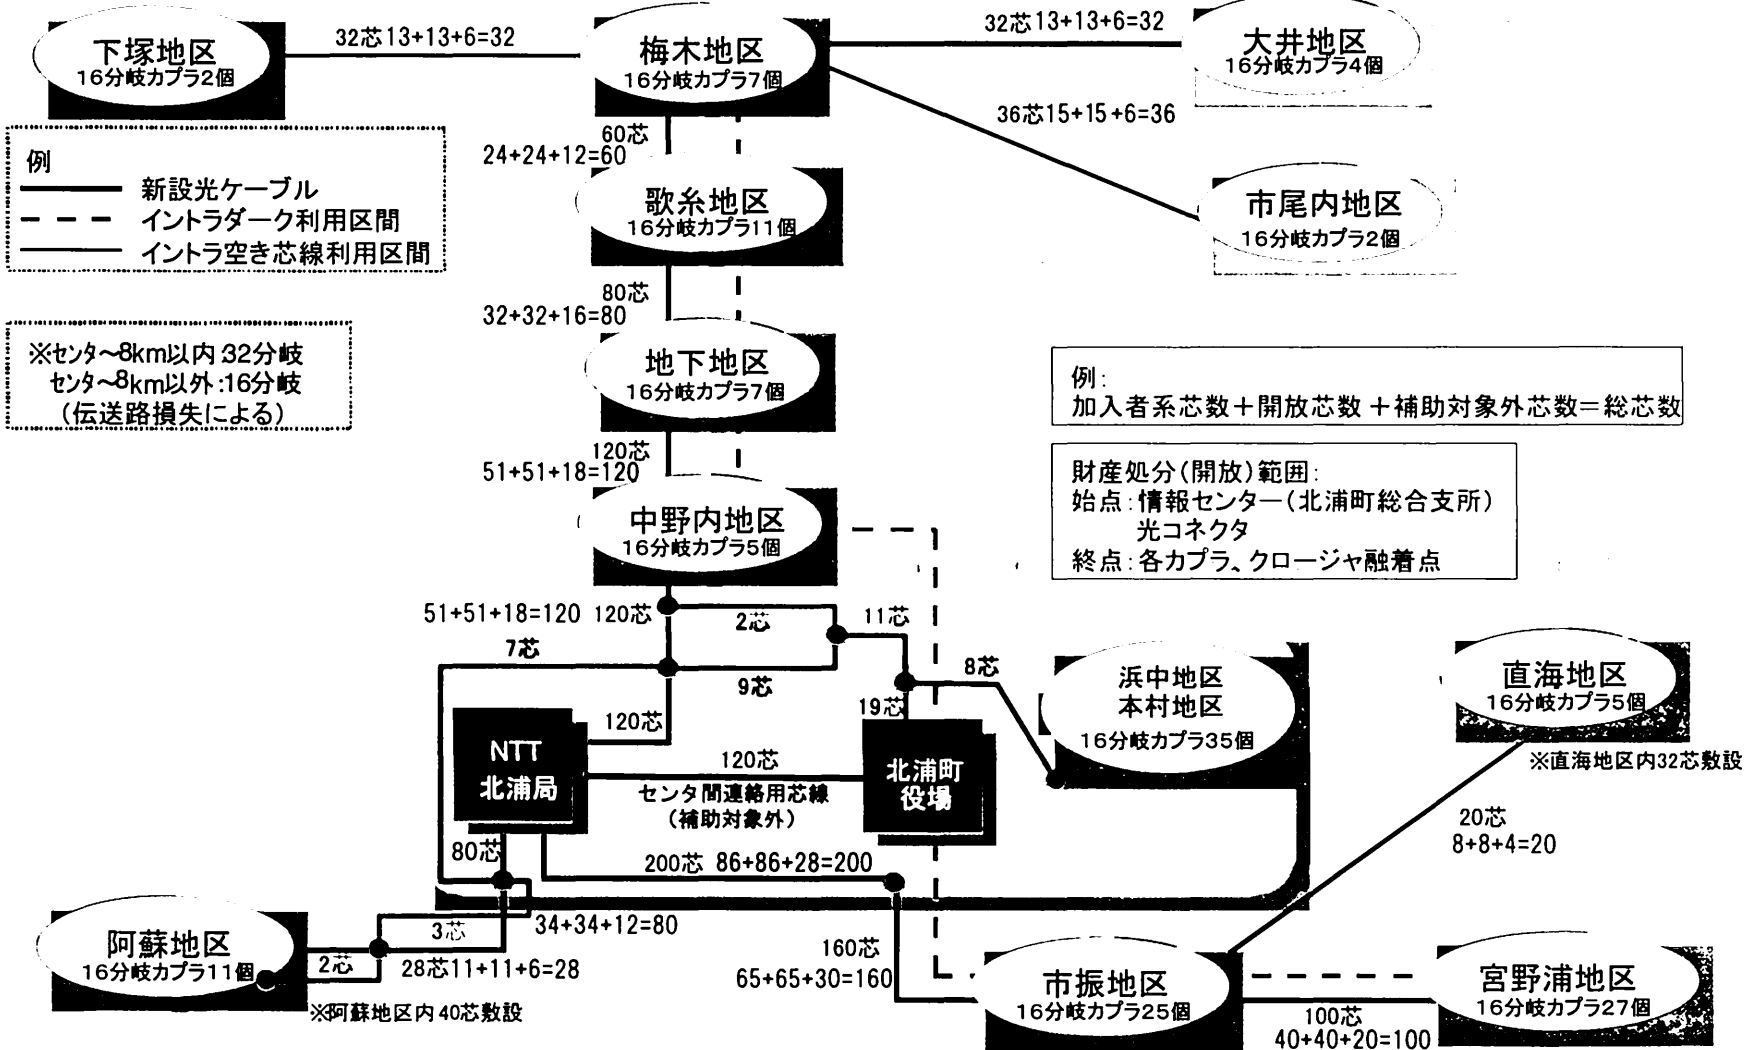 32芯13+13+6=32
32芯13+13+6=32
下塚地区
16分岐カプラ2個
梅木地区
16分岐カプラ7個
大井地区
16分岐カプラ4個
36芯15+15+6=36
60芯
24+24+12=60
例
新設光ケーブル
イントラダーク利用区間
イントラ空き芯線利用区間
歌糸地区
16分岐カプラ11個
市尾内地区
16分岐カプラ2個
80芯
32+32+16=80
※センタ～8km以内:32分岐
センタ～8km以外:16分岐
(伝送路損失による)
地下地区
16分岐カプラ7個
例:
加入者系芯数＋開放芯数＋補助対象外芯数＝総芯数
120芯
51+51+18=120
財産処分(開放)範囲:
始点:情報センター(北浦町総合支所)
光コネクタ
終点:各カプラ、クロージャ融着点
中野内地区
16分岐カプラ5個
51+51+18=120 120芯
2芯
11芯
7芯
9芯
8芯
浜中地区
本村地区
16分岐カプラ35個
直海地区
16分岐カプラ5個
※直海地区内32芯敷設
120芯
19芯
NTT
北浦局
120芯
センタ間連絡用芯線
(補助対象外)
北浦町
役場
20芯
8+8+4=20
80芯
200芯 86+86+28=200
34+34+12=80
3芯
阿蘇地区
16分岐カプラ11個
2芯
28芯11+11+6=28
※阿蘇地区内40芯敷設
160芯
65+65+30=160
市振地区
16分岐カプラ25個
宮野浦地区
16分岐カプラ27個
100芯
40+40+20=100